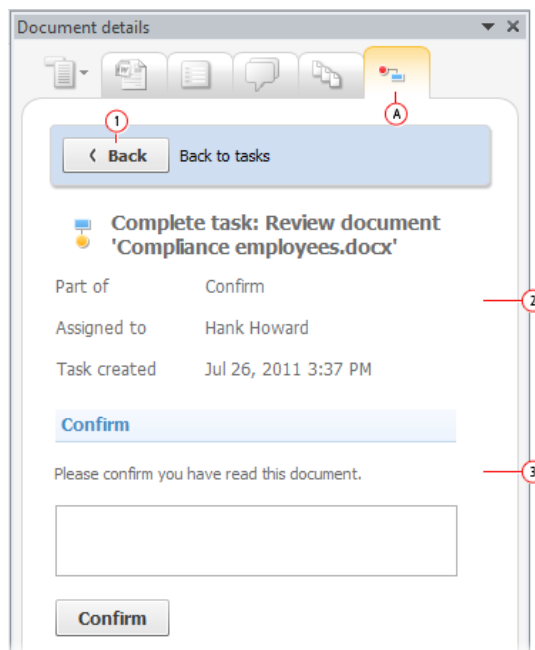 Document details
A
1
Back Back to tasks
Complete task: Review document
'Compliance employees.docx'
Part of Confirm
2
Assigned to Hank Howard
Task created Jul 26, 2011 3:37 PM
Confirm
Please confirm you have read this document.
3
Confirm